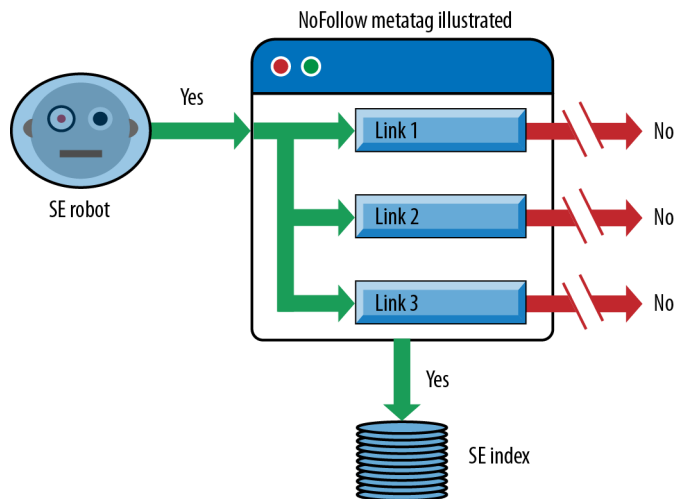 NoFollow metatag illustrated
Yes
Link 1
No
SE robot
Link 2
No
Link 3
No
Yes
SE index